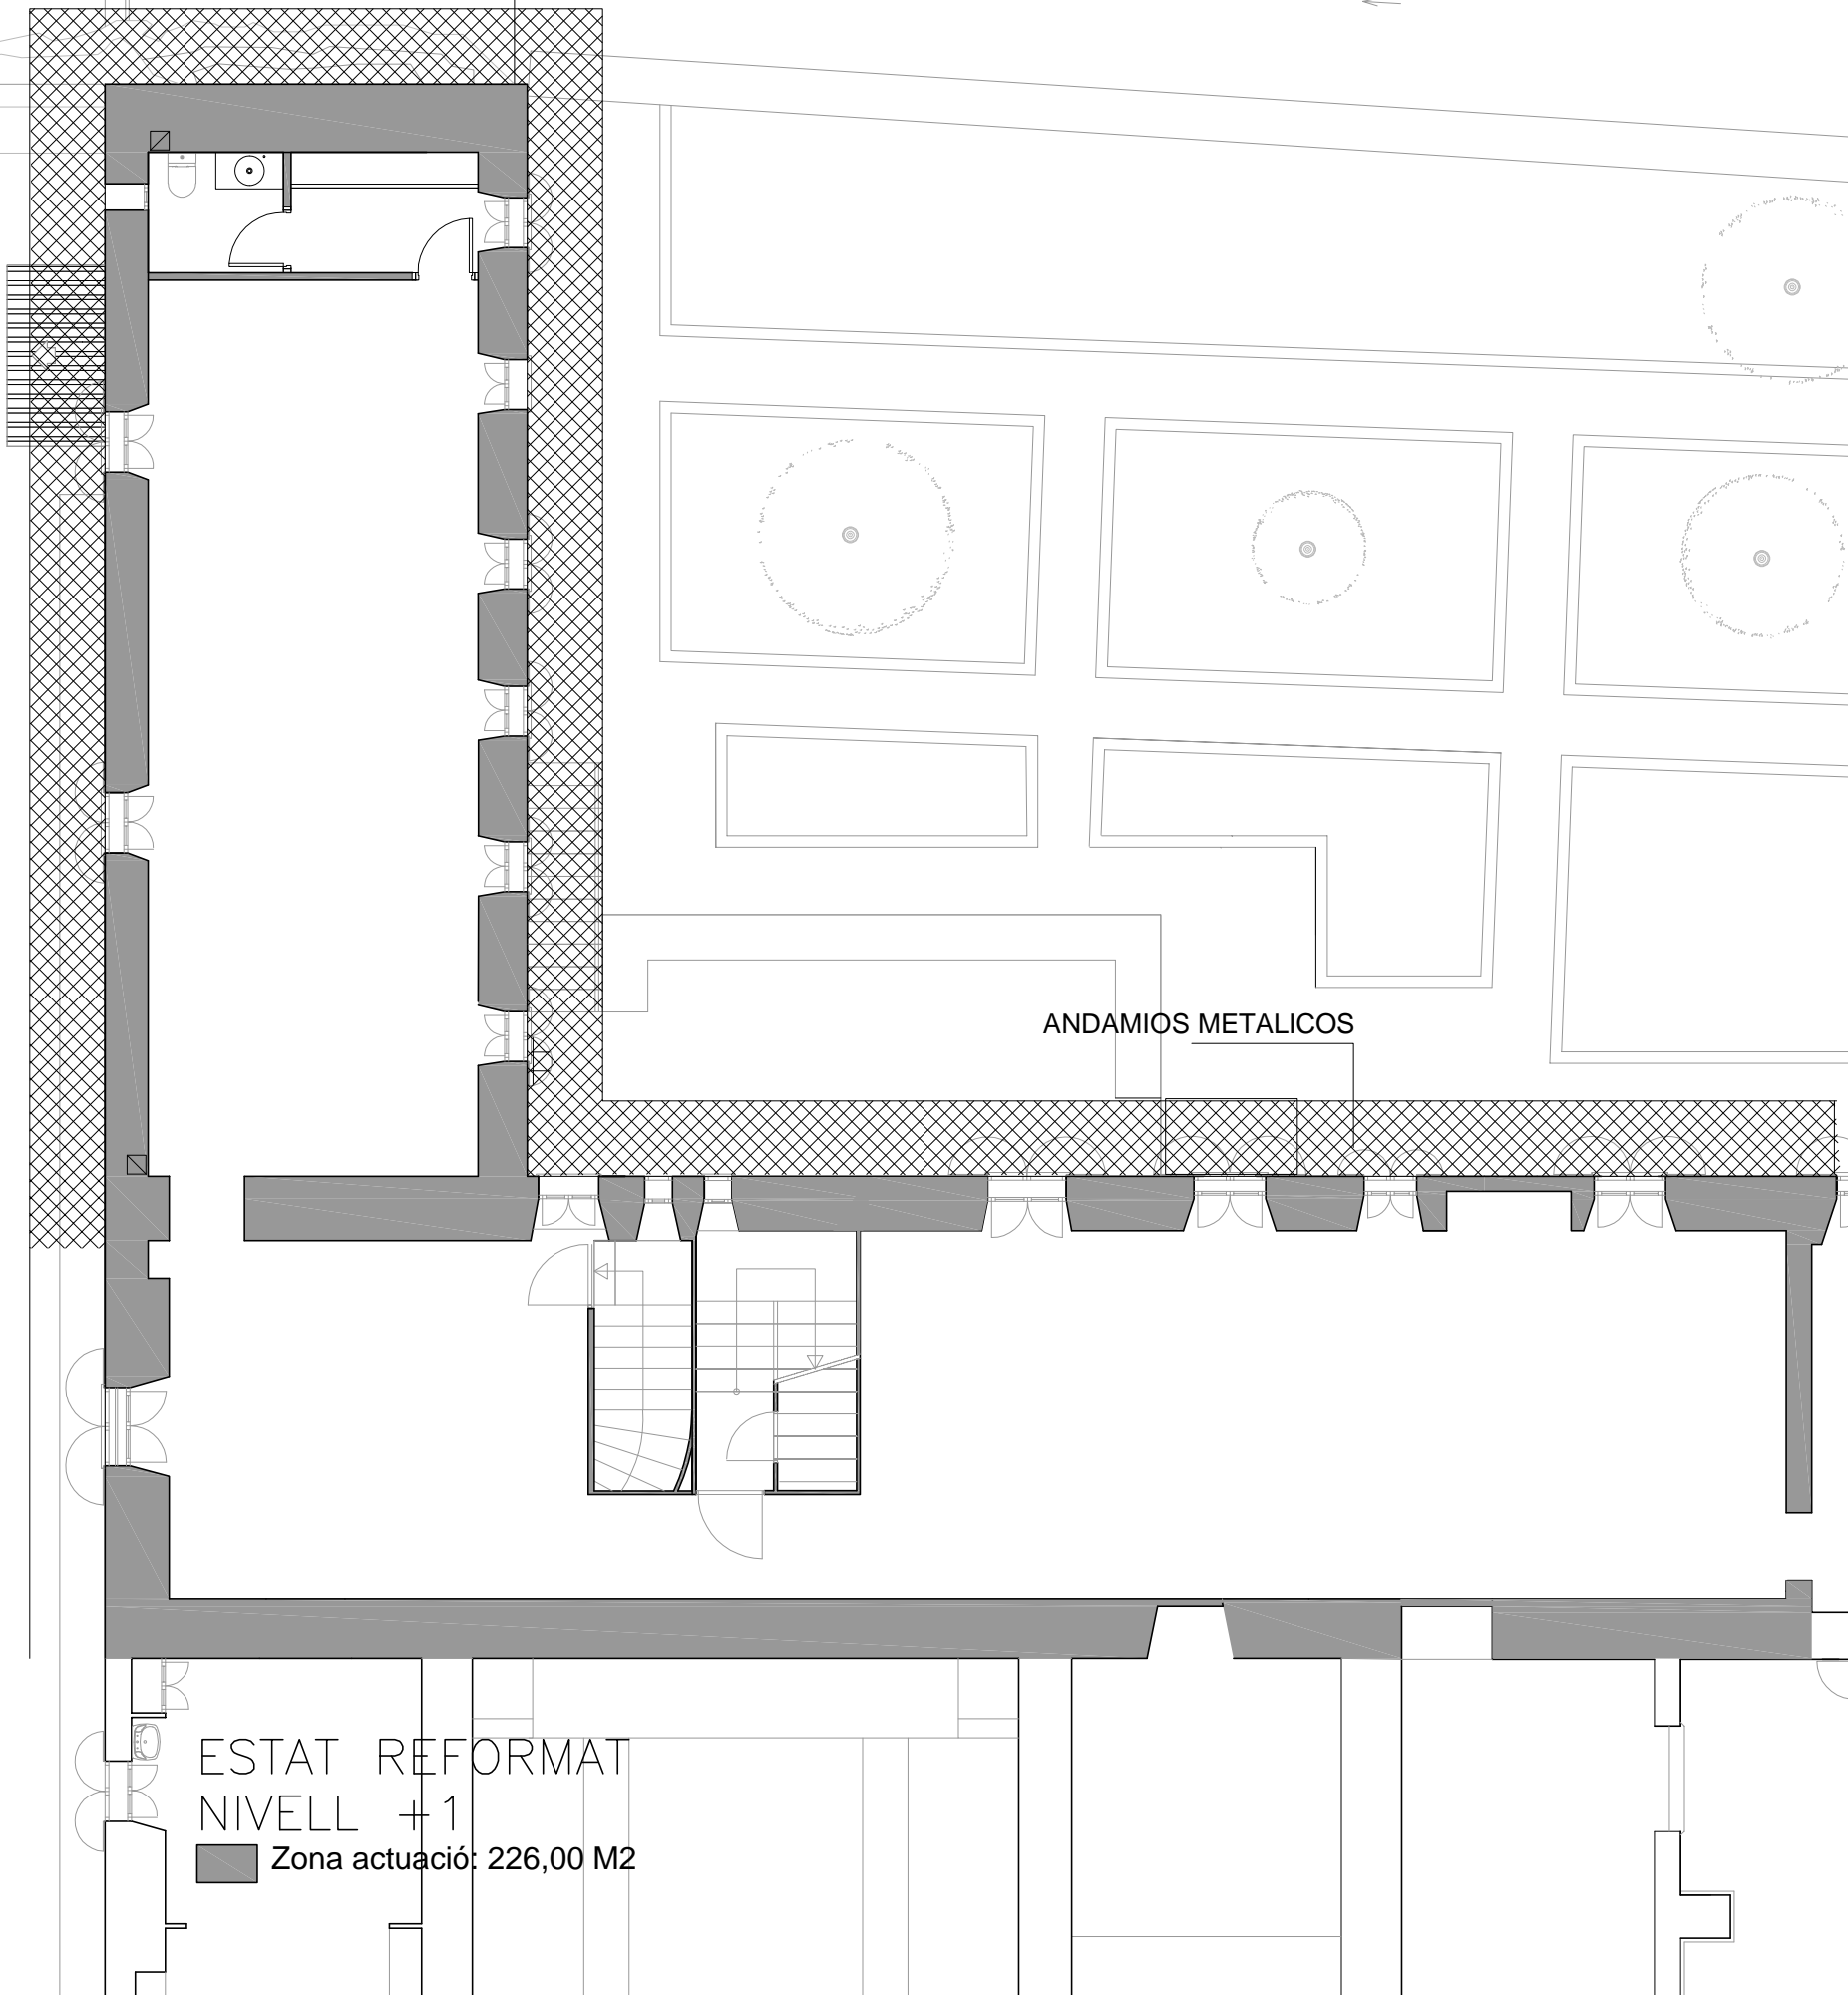 ANDAMIOS METALICOS
ESTAT REFORMAT
NIVELL +1
Zona actuació: 226,00 M2